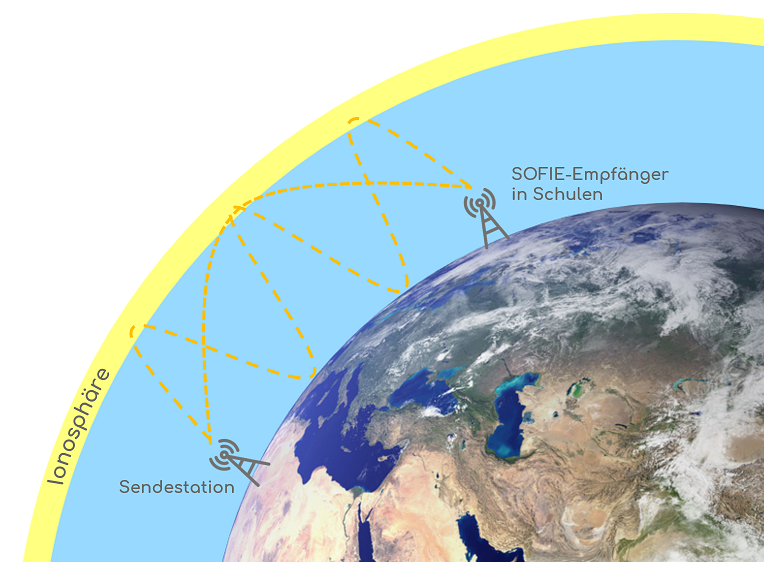 SOFIE-Empfänger
in Schulen
Ionosphäre
Sendestation